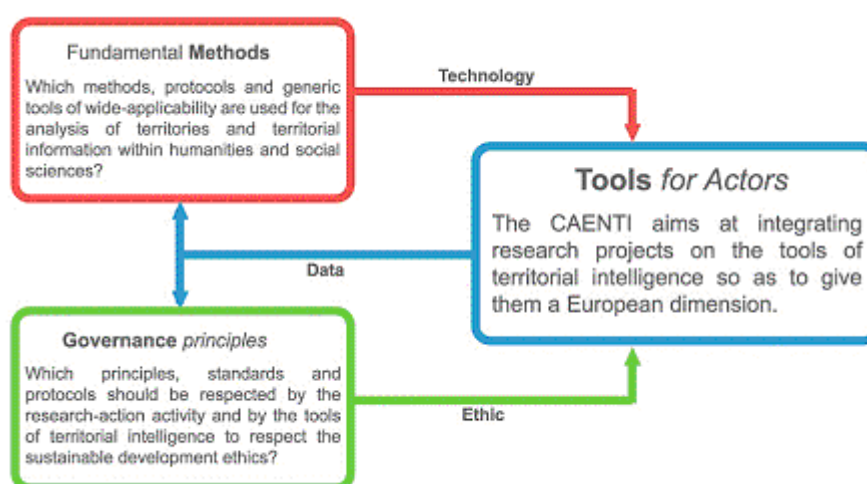 Fundamental Methods
Which methods, protocols and generic
tools of wide-applicability are used for the
analysis of territories and territorial
information within humanities and social
sciences?
Technology
Tools for Actors
The CAENTI aims at integrating
research projects on the tools of
territorial intelligence so as to give
them a European dimension.
Data
Governance principles
Which principles, standards and
protocols should be respected by the
research-action activity and by the tools
of territorial intelligence to respect the
sustainable development ethics?
Ethic